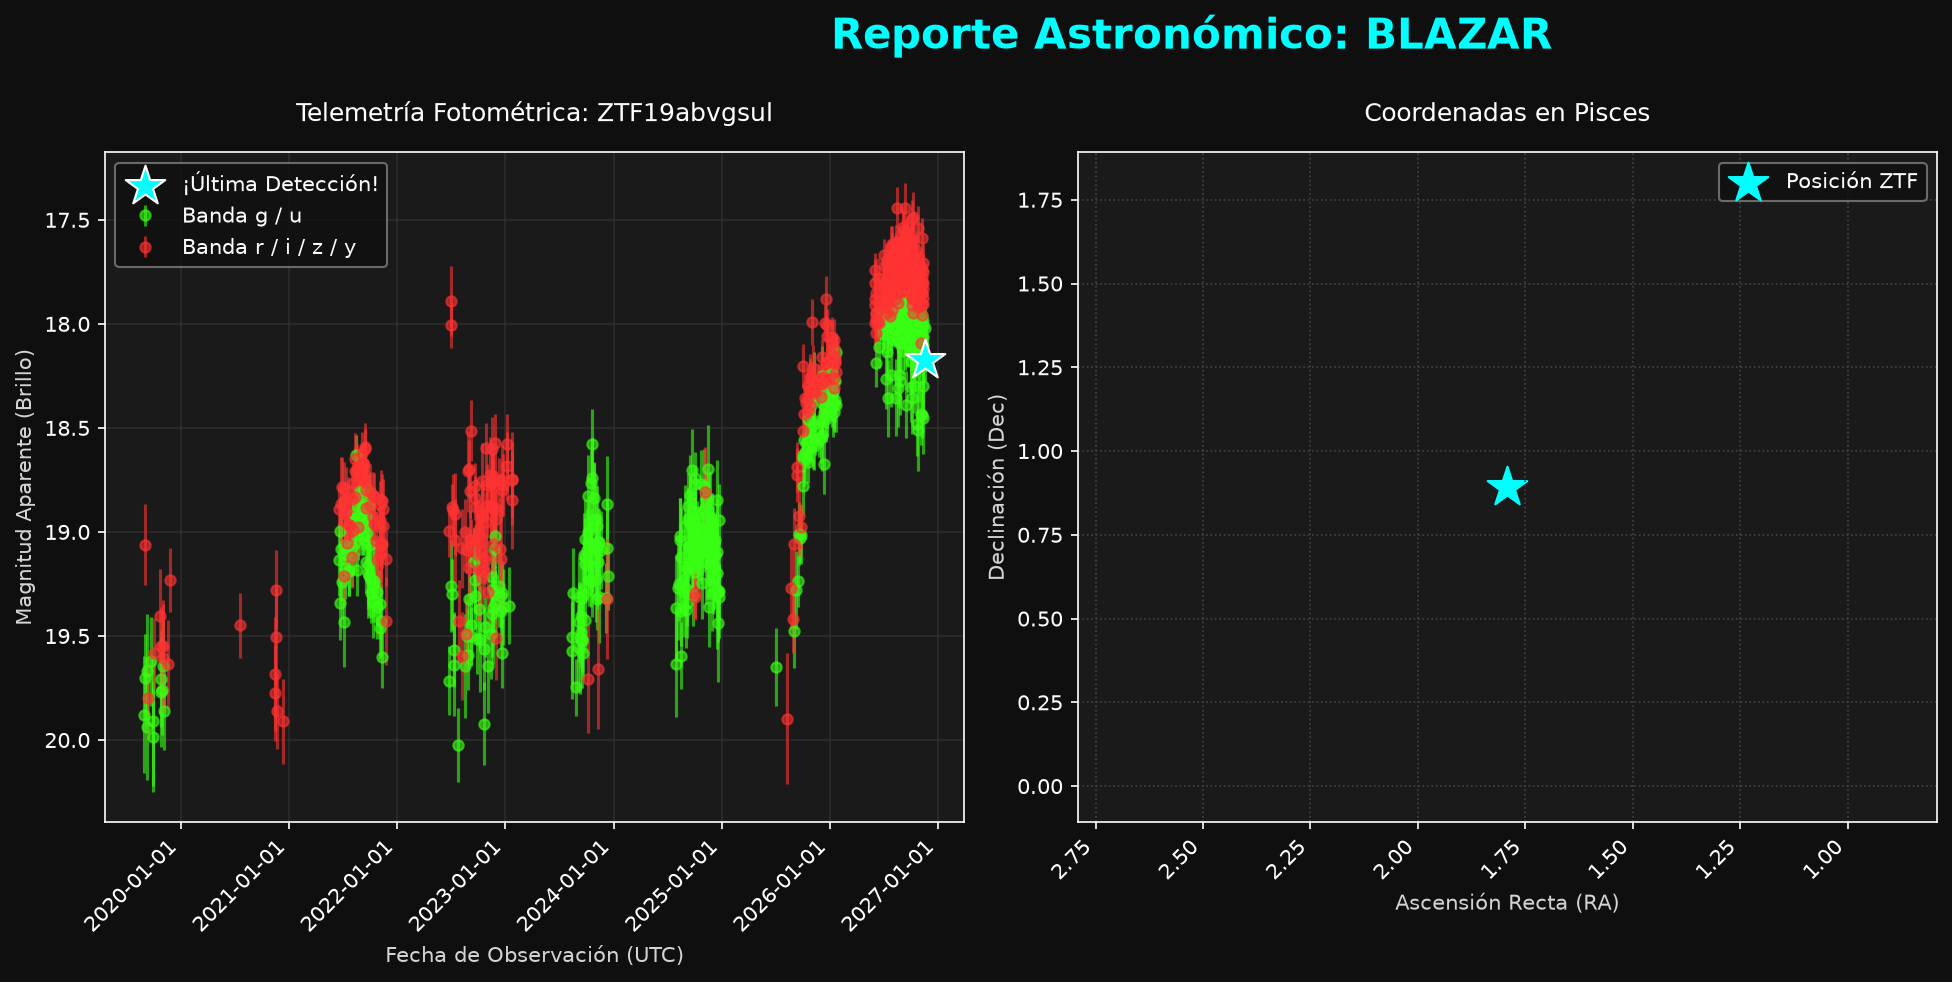 Reporte Astronómico: BLAZAR
Telemetría Fotométrica: ZTF19abvgsul
¡Última Detección!
Banda g / u
Banda r / i / z / y
Magnitud Aparente (Brillo)
17.5
18.0
18.5
19.0
19.5
20.0
2020-01-01
2021-01-01
2022-01-01
2023-01-01
2024-01-01
2025-01-01
2026-01-01
2027-01-01
Fecha de Observación (UTC)
Coordenadas en Pisces
Posición ZTF
Declinación (Dec)
1.75
1.50
1.25
1.00
0.75
0.50
0.25
0.00
2.75
2.50
2.25
2.00
1.75
1.50
1.25
1.00
Ascensión Recta (RA)